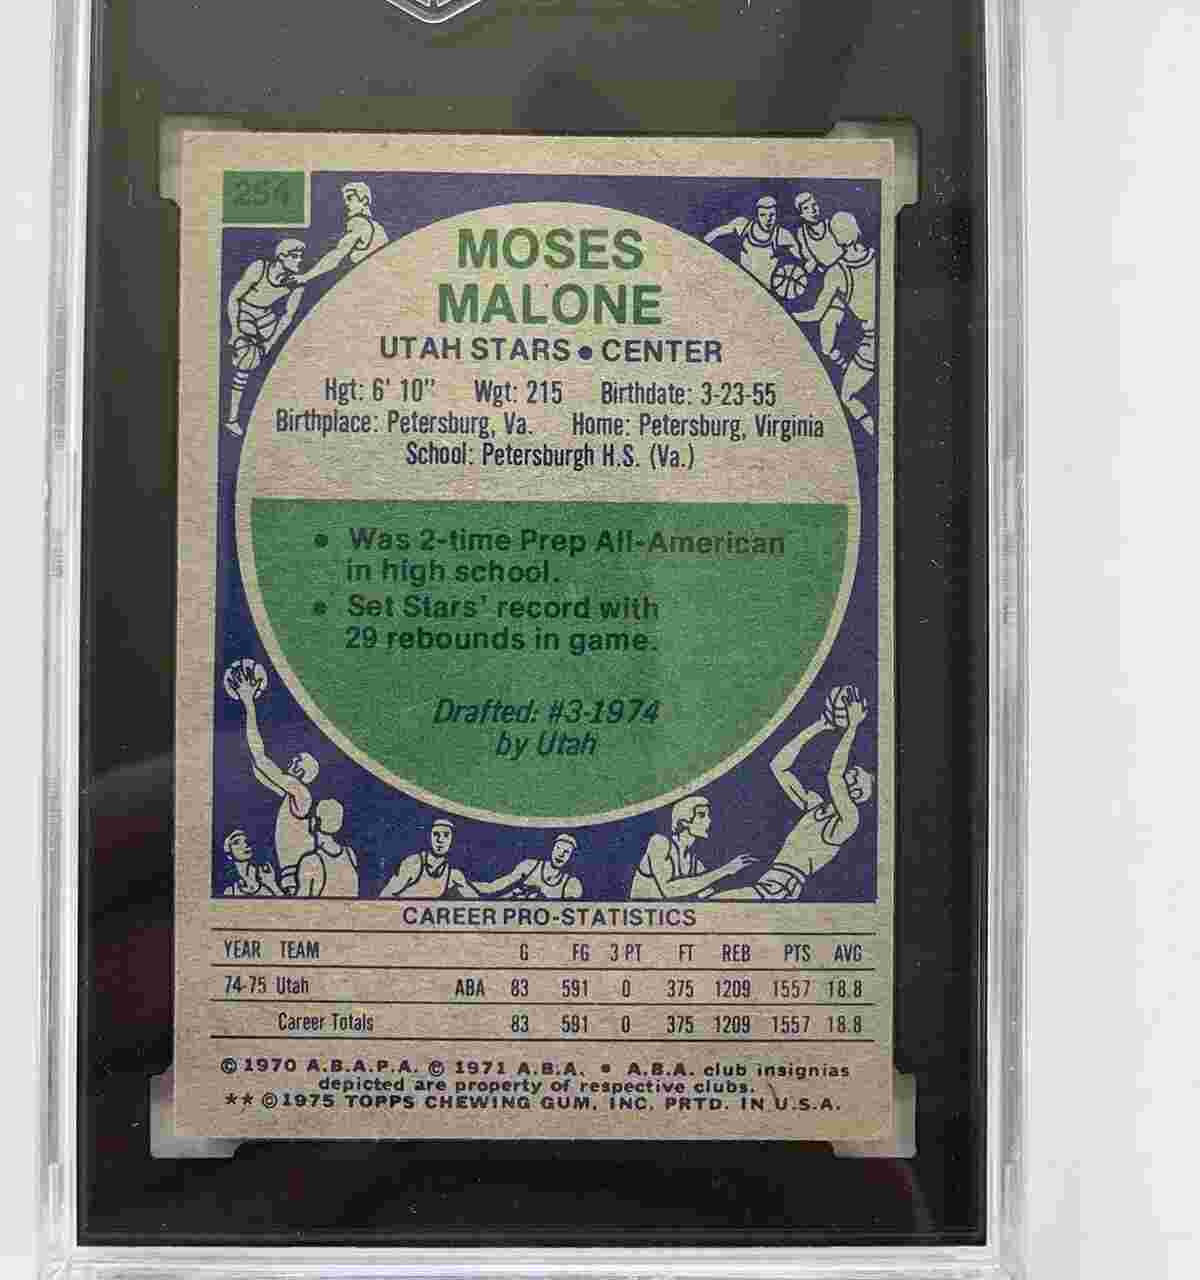 254
MOSES
MALONE
UTAH STARS • CENTER
Hgt: 6' 10" Wgt: 215 Birthdate: 3-23-55
Birthplace: Petersburg, Va. Home: Petersburg, Virginia
School: Petersburgh H.S. (Va.)
• Was 2-time Prep All-American
in high school.
• Set Stars' record with
29 rebounds in game.
Drafted: #3-1974
by Utah
CAREER PRO-STATISTICS
YEAR TEAM G FG 3 PT FT REB PTS AVG
74-75 Utah ABA 83 591 0 375 1209 1557 18.8
Career Totals 83 591 0 375 1209 1557 18.8
© 1970 A.B.A.P.A. © 1971 A.B.A. • A.B.A. club insignias
depicted are property of respective clubs.
** © 1975 TOPPS CHEWING GUM, INC. PRTD. IN U.S.A.